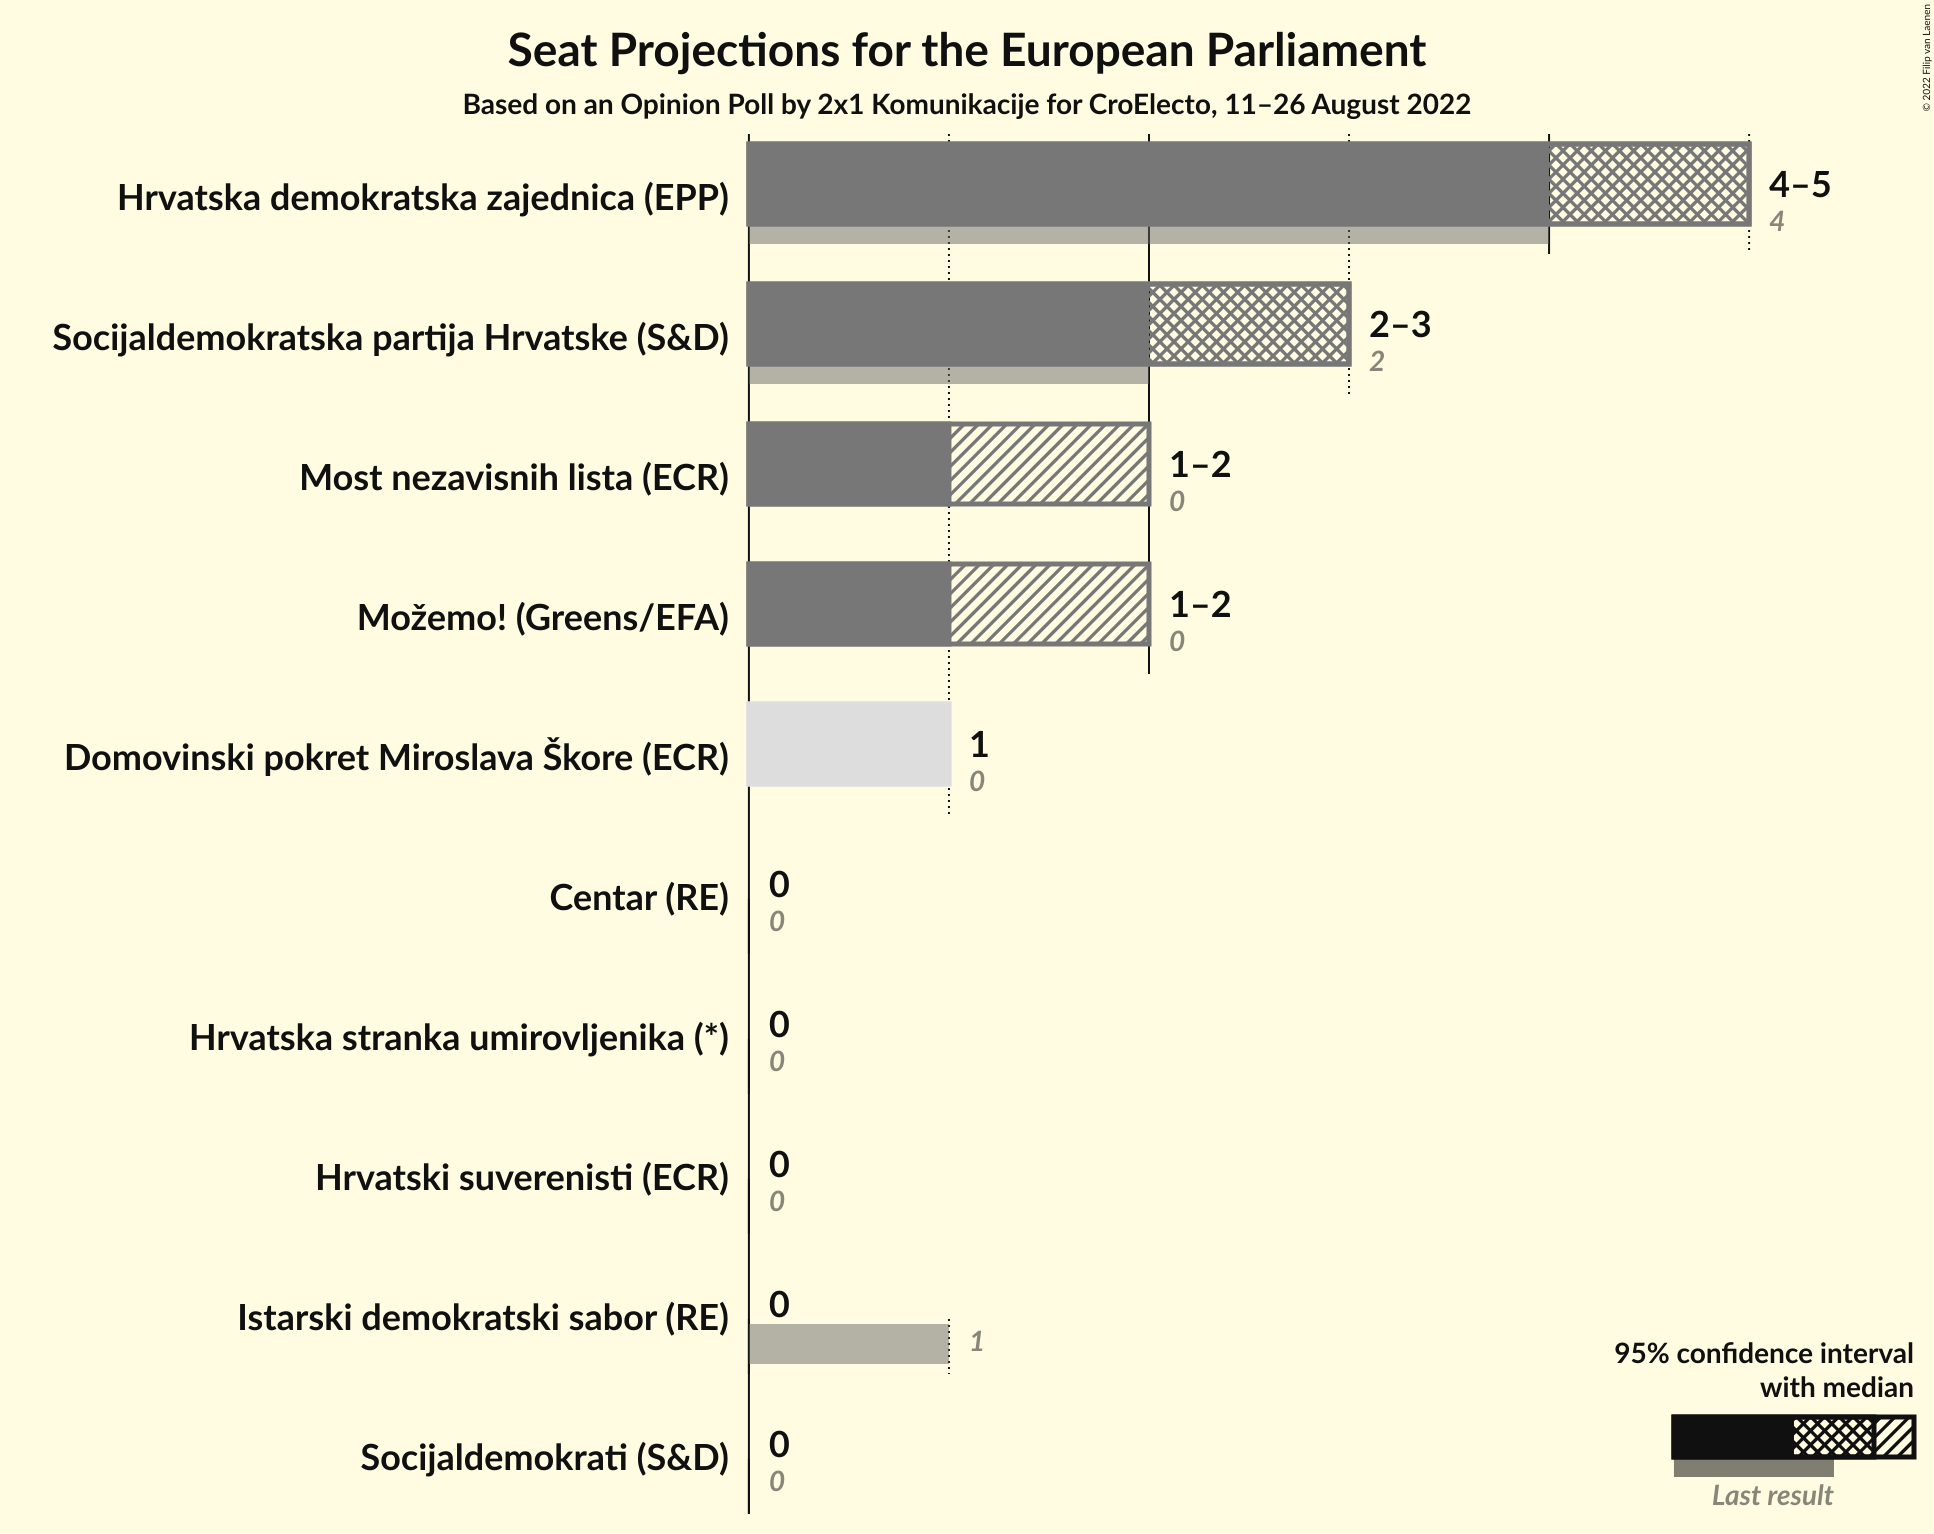 Seat Projections for the European Parliament
Based on an Opinion Poll by 2x1 Komunikacije for CroElecto, 11–26 August 2022
© 2022 Filip van Laenen
Hrvatska demokratska zajednica (EPP)
4–5
4
Socijaldemokratska partija Hrvatske (S&D)
2–3
2
Most nezavisnih lista (ECR)
1–2
0
Možemo! (Greens/EFA)
1–2
0
Domovinski pokret Miroslava Škore (ECR)
1
0
Centar (RE)
0
0
Hrvatska stranka umirovljenika (*)
0
0
Hrvatski suverenisti (ECR)
0
0
Istarski demokratski sabor (RE)
0
1
Socijaldemokrati (S&D)
0
0
95% confidence interval
with median
Last result